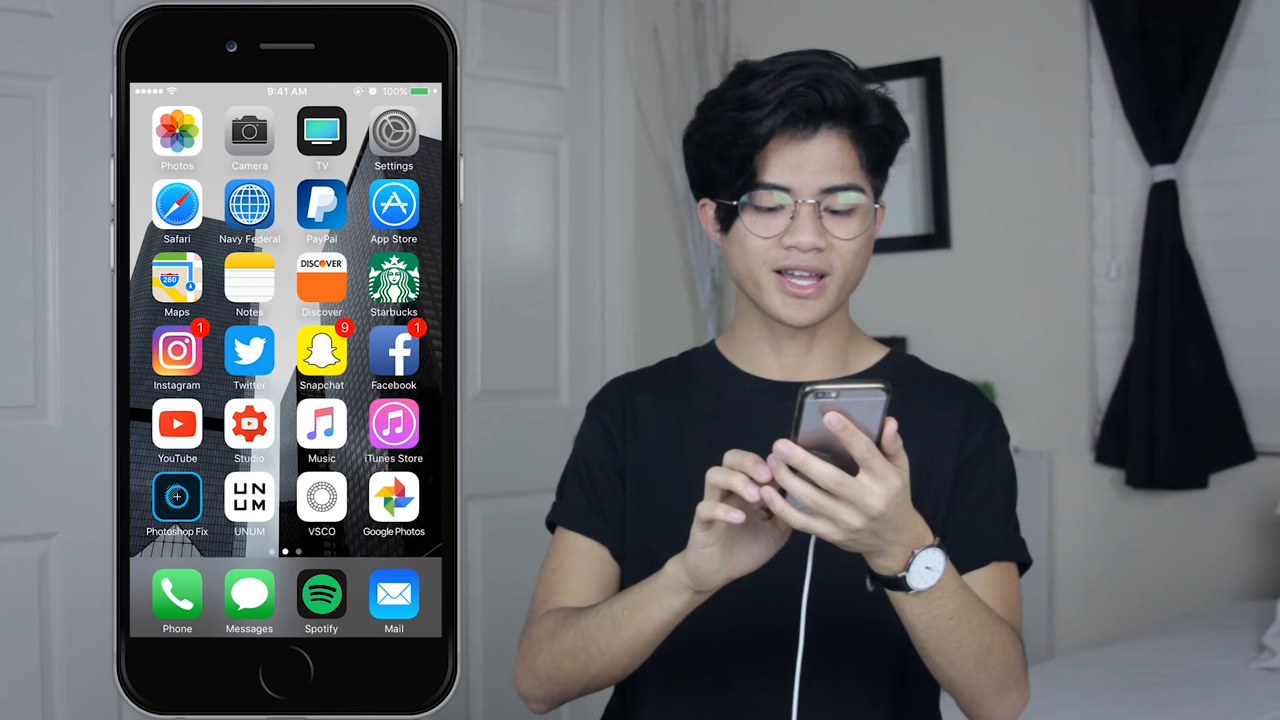 9:41 AM 100%
Photos Camera TV Settings
Safari Navy Federal PayPal App Store
280 DISCOVER
Maps Notes Discover Starbucks
1 9 1
Instagram Twitter Snapchat Facebook
YouTube Studio Music iTunes Store
UN
UM
Photoshop Fix UNUM VSCO Google Photos
Phone Messages Spotify Mail